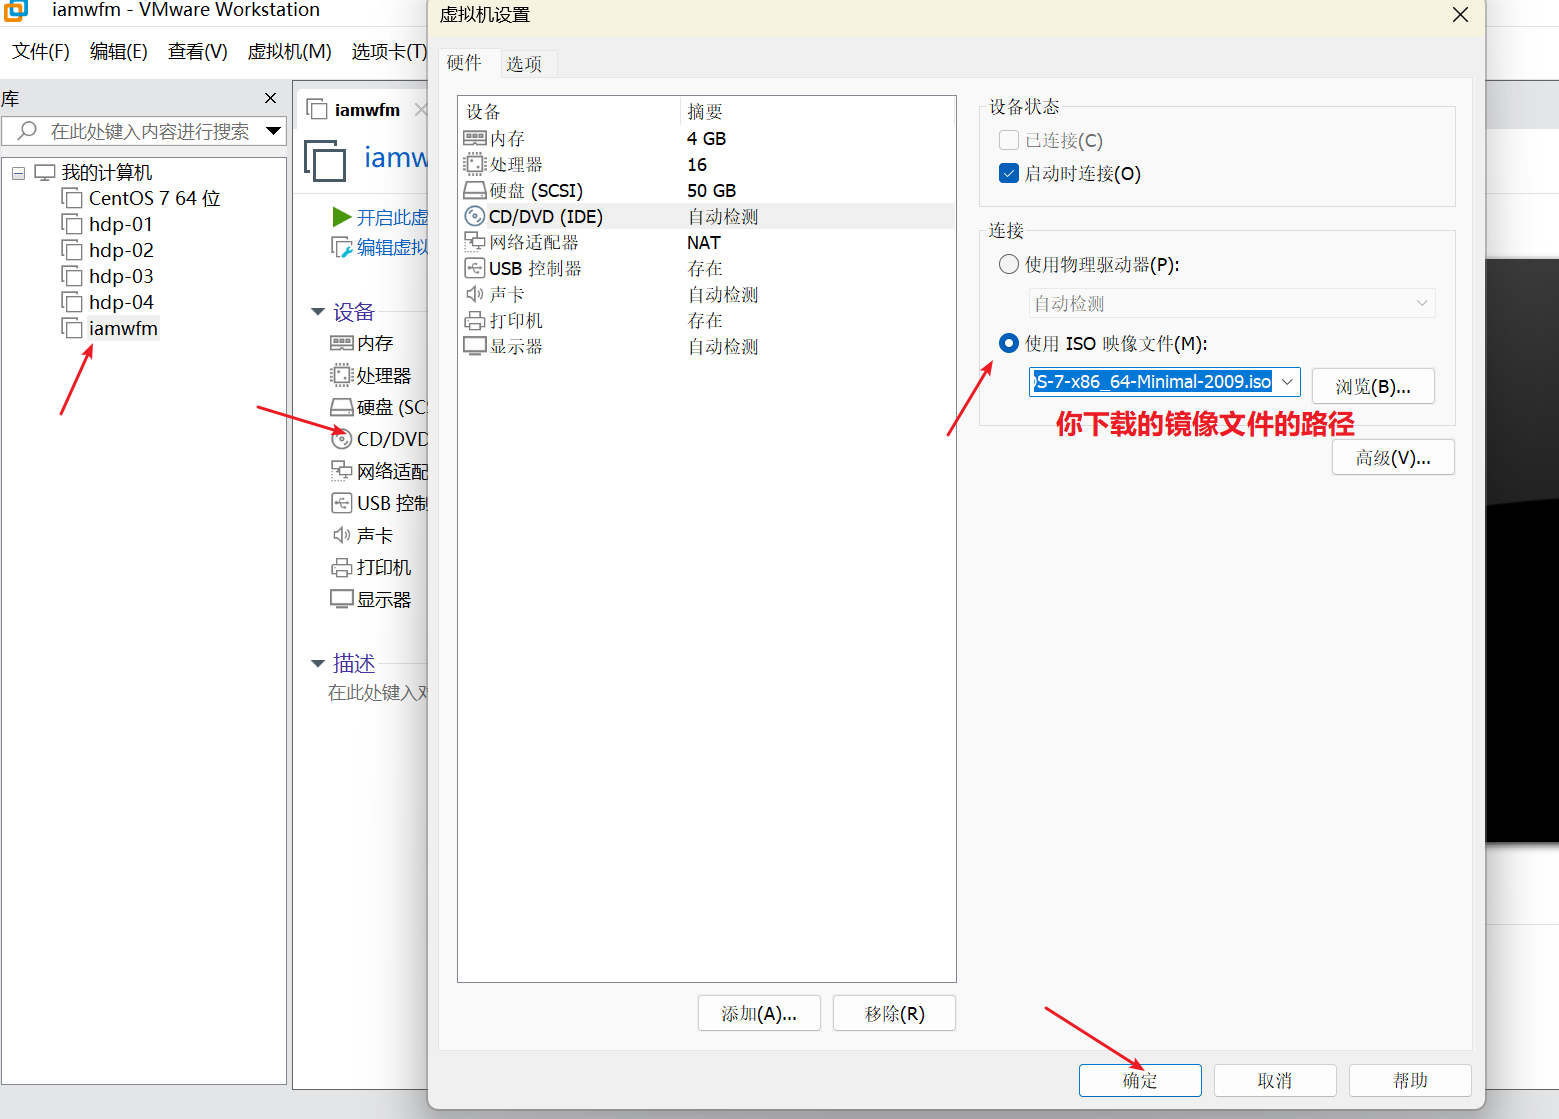 iamwfm - VMware Workstation
文件(F) 编辑(E) 查看(V) 虚拟机(M) 选项卡(T)
库
在此处键入内容进行搜索
我的计算机
CentOS 7 64 位
hdp-01
hdp-02
hdp-03
hdp-04
iamwfm
iamwfm
iamw
开启此虚
编辑虚拟
设备
内存
处理器
硬盘 (SCS
CD/DVD
网络适配
USB 控制
声卡
打印机
显示器
描述
在此处键入对
虚拟机设置
硬件 选项
设备 摘要
内存 4 GB
处理器 16
硬盘 (SCSI) 50 GB
CD/DVD (IDE) 自动检测
网络适配器 NAT
USB 控制器 存在
声卡 自动检测
打印机 存在
显示器 自动检测
添加(A)... 移除(R)
设备状态
已连接(C)
启动时连接(O)
连接
使用物理驱动器(P):
自动检测
使用 ISO 映像文件(M):
S-7-x86_64-Minimal-2009.iso 浏览(B)...
你下载的镜像文件的路径
高级(V)...
确定 取消 帮助